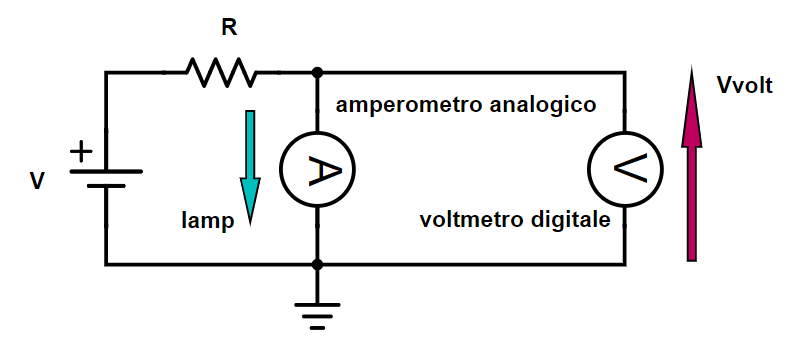 R
Vvolt
amperometro analogico
+
A
V
V
Iamp
voltmetro digitale